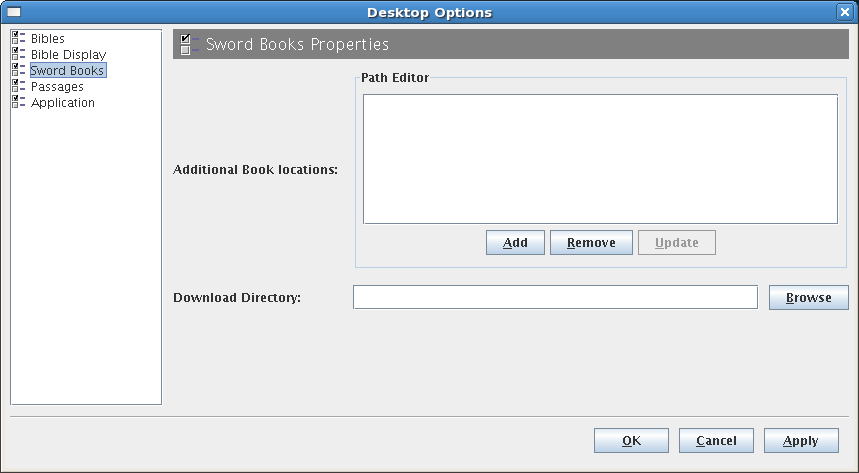 Desktop Options
Bibles
Bible Display
Sword Books
Passages
Application
Sword Books Properties
Path Editor
Additional Book locations:
Add Remove Update
Download Directory:
Browse
OK Cancel Apply